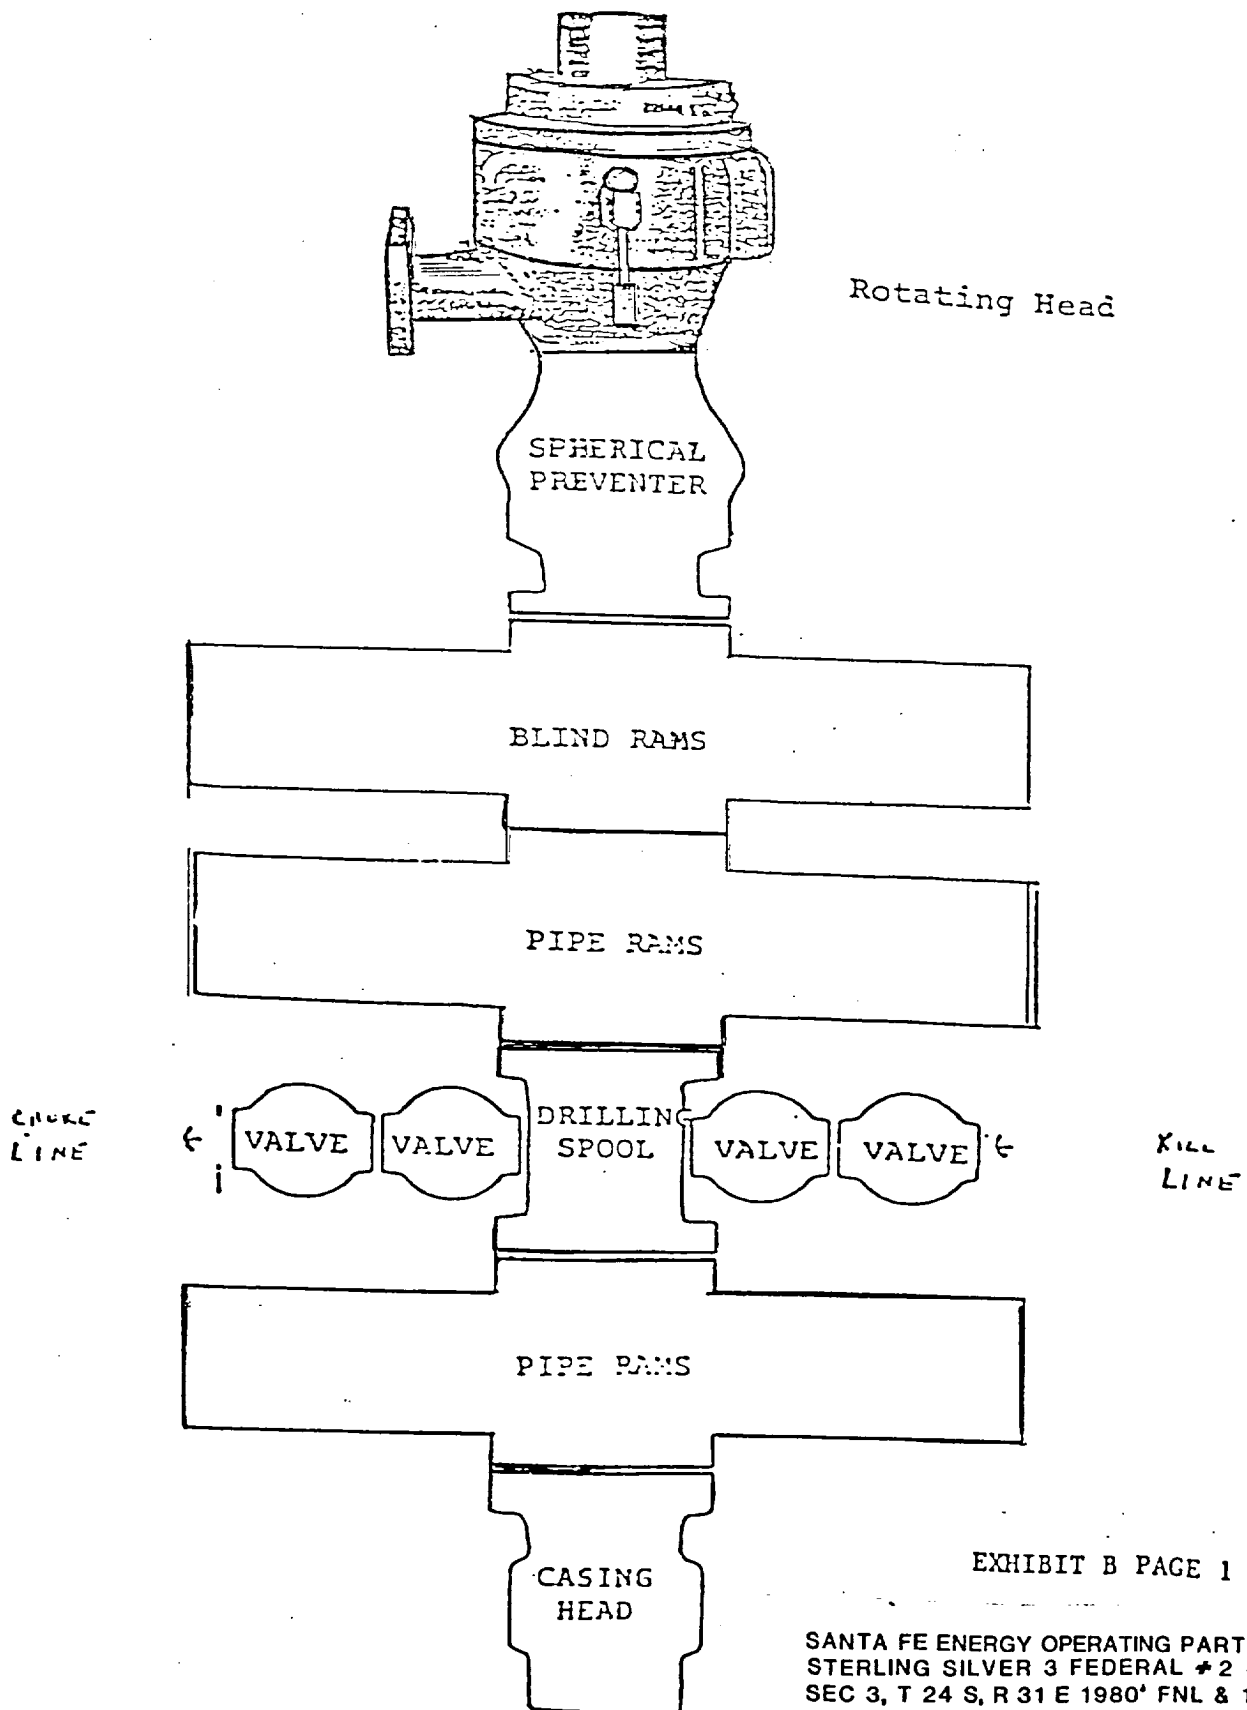 Rotating Head
SPHERICAL
PREVENTER
BLIND RAMS
PIPE RAMS
CHOKE
LINE
VALVE
VALVE
DRILLING
SPOOL
VALVE
VALVE
KILL
LINE
PIPE RAMS
CASING
HEAD
EXHIBIT B PAGE 1
SANTA FE ENERGY OPERATING PART
STERLING SILVER 3 FEDERAL #2
SEC 3, T 24 S, R 31 E 1980' FNL & 1